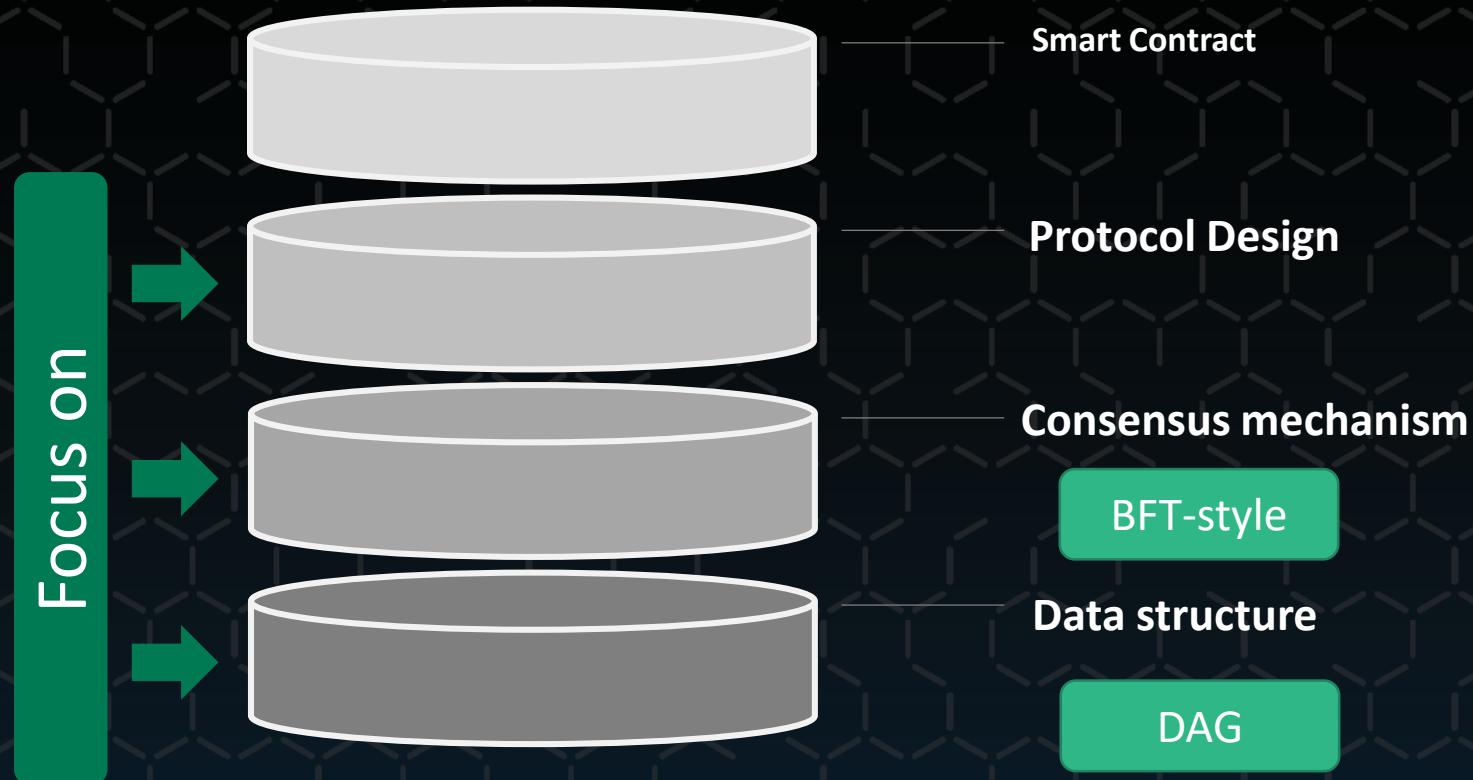 Smart Contract
Protocol Design
Focus on
Consensus mechanism
BFT-style
Data structure
DAG